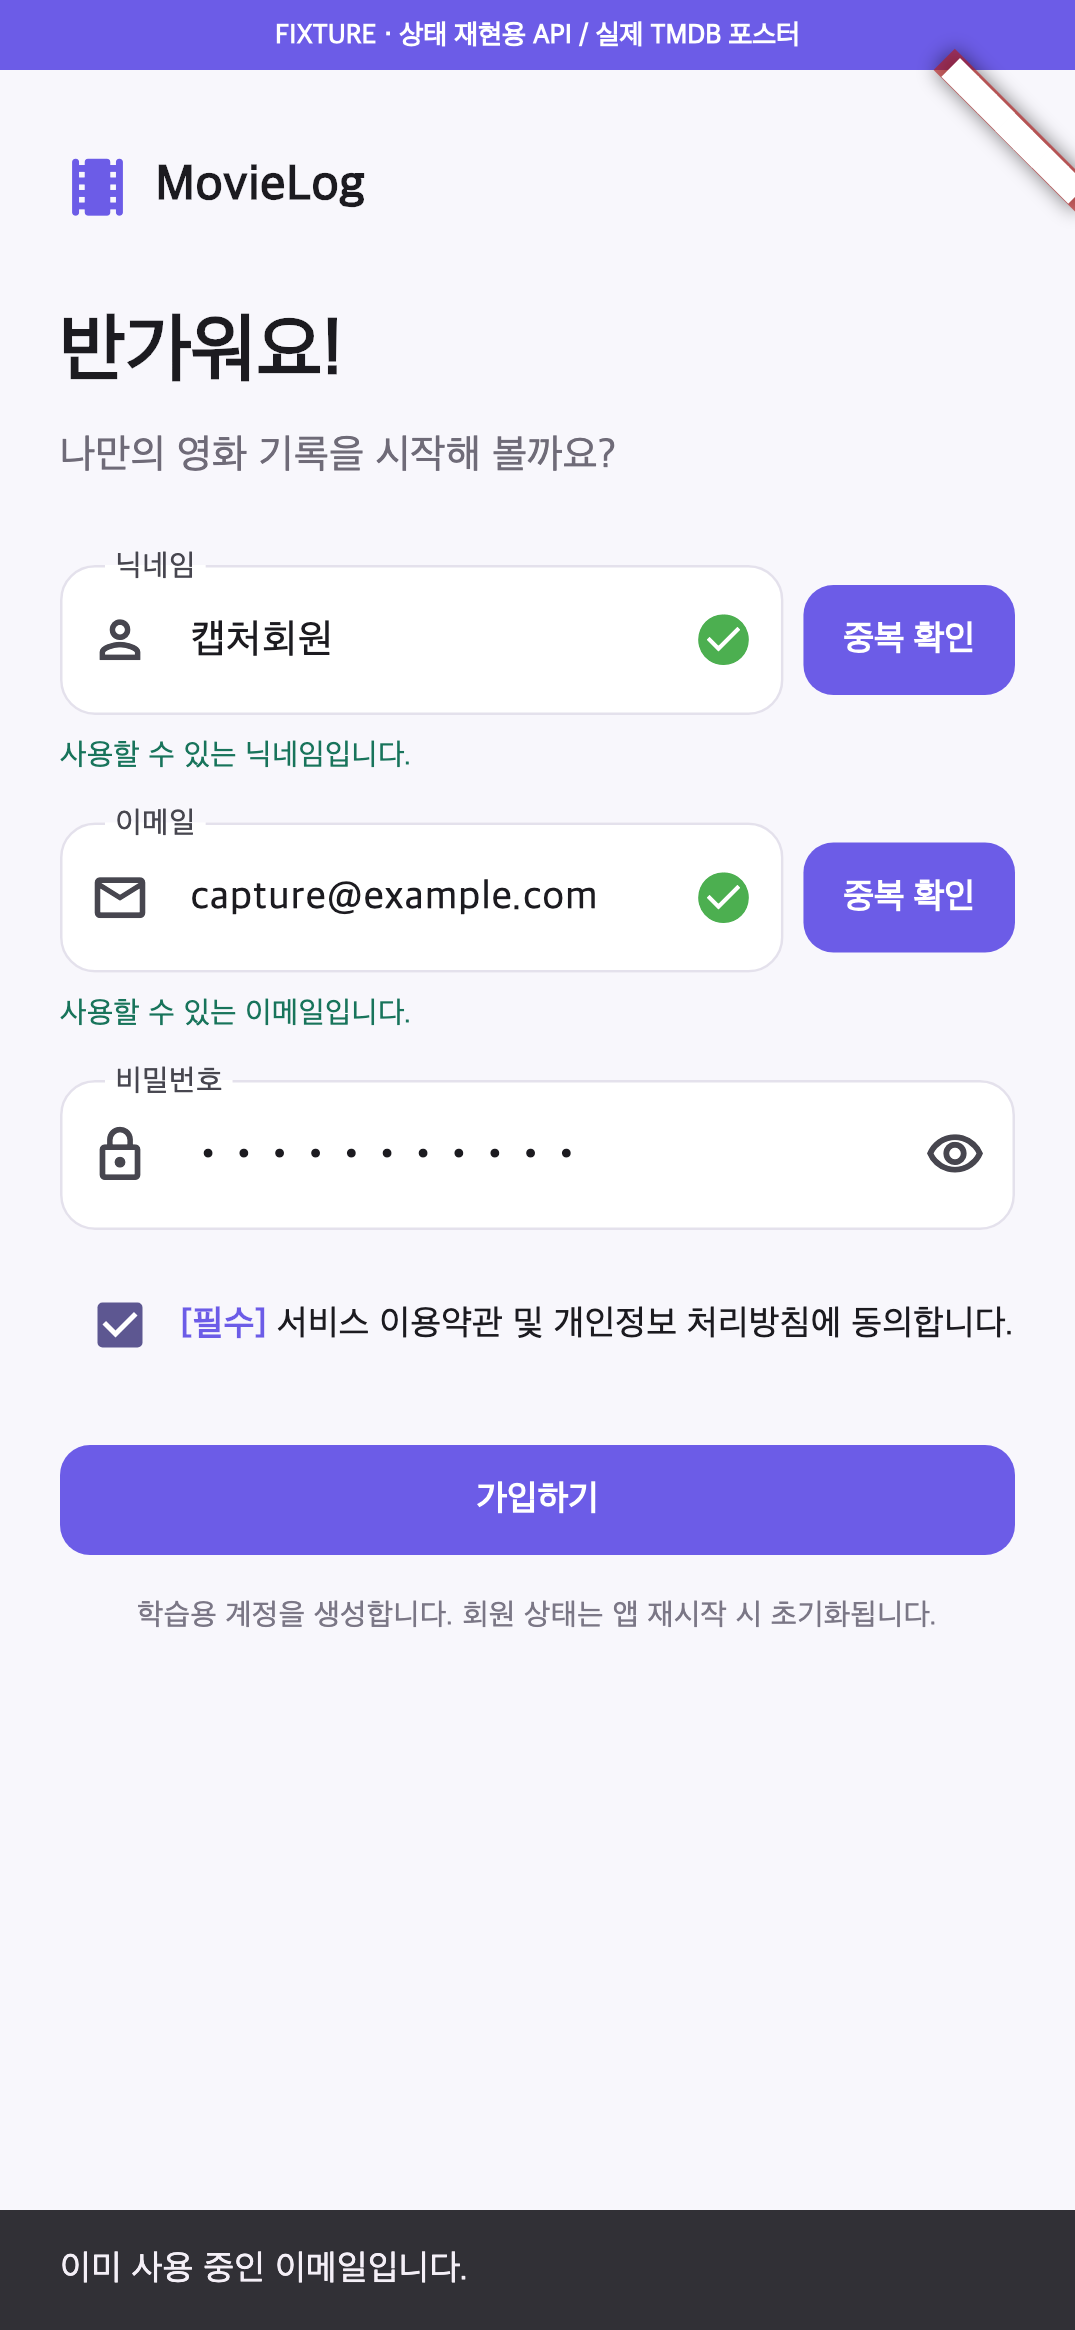 FIXTURE · 상태 재현용 API / 실제 TMDB 포스터
MovieLog
반가워요!
나만의 영화 기록을 시작해 볼까요?
닉네임
캡처회원
중복 확인
사용할 수 있는 닉네임입니다.
이메일
capture@example.com
중복 확인
사용할 수 있는 이메일입니다.
비밀번호
[필수] 서비스 이용약관 및 개인정보 처리방침에 동의합니다.
가입하기
학습용 계정을 생성합니다. 회원 상태는 앱 재시작 시 초기화됩니다.
이미 사용 중인 이메일입니다.